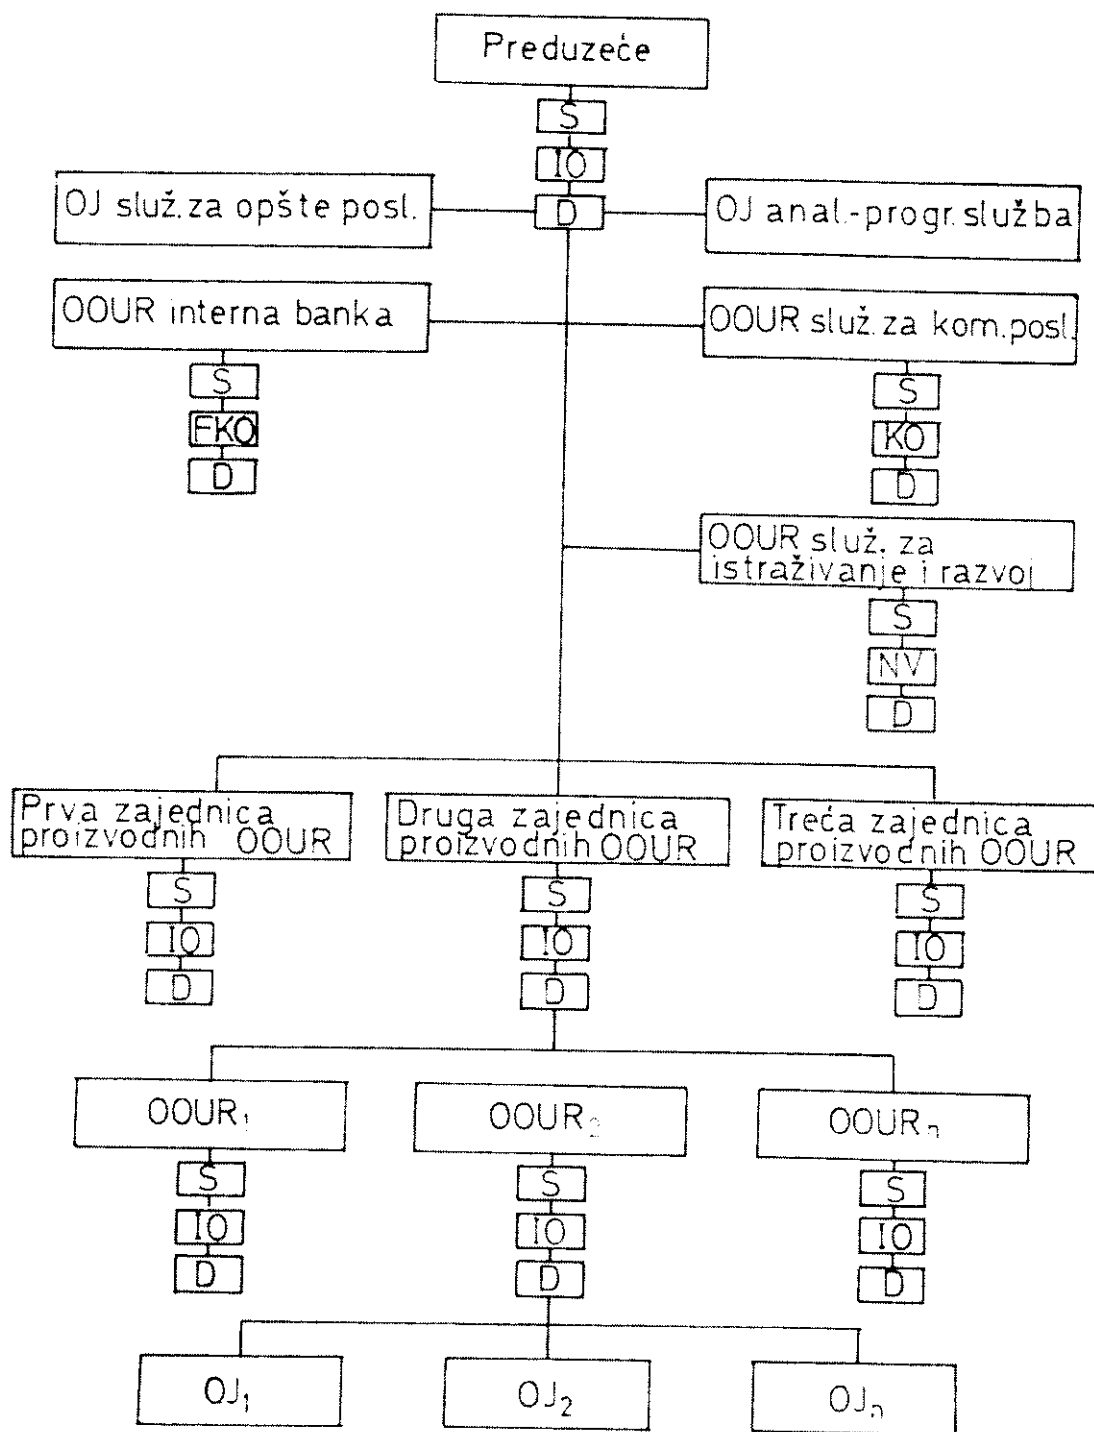 Preduzeće
S
IO
D
OJ služ. za opšte posl.
OJ anal.-progr. služba
OOUR interna banka
OOUR služ. za kom. posl.
S
FKO
D
S
KO
D
OOUR služ. za
istraživanje i razvoj
S
NV
D
Prva zajednica
proizvodnih OOUR
Druga zajednica
proizvodnih OOUR
Treća zajednica
proizvodnih OOUR
S
IO
D
S
IO
D
S
IO
D
OOUR₁
OOUR₂
OOURₙ
S
IO
D
S
IO
D
S
IO
D
OJ₁
OJ₂
OJₙ